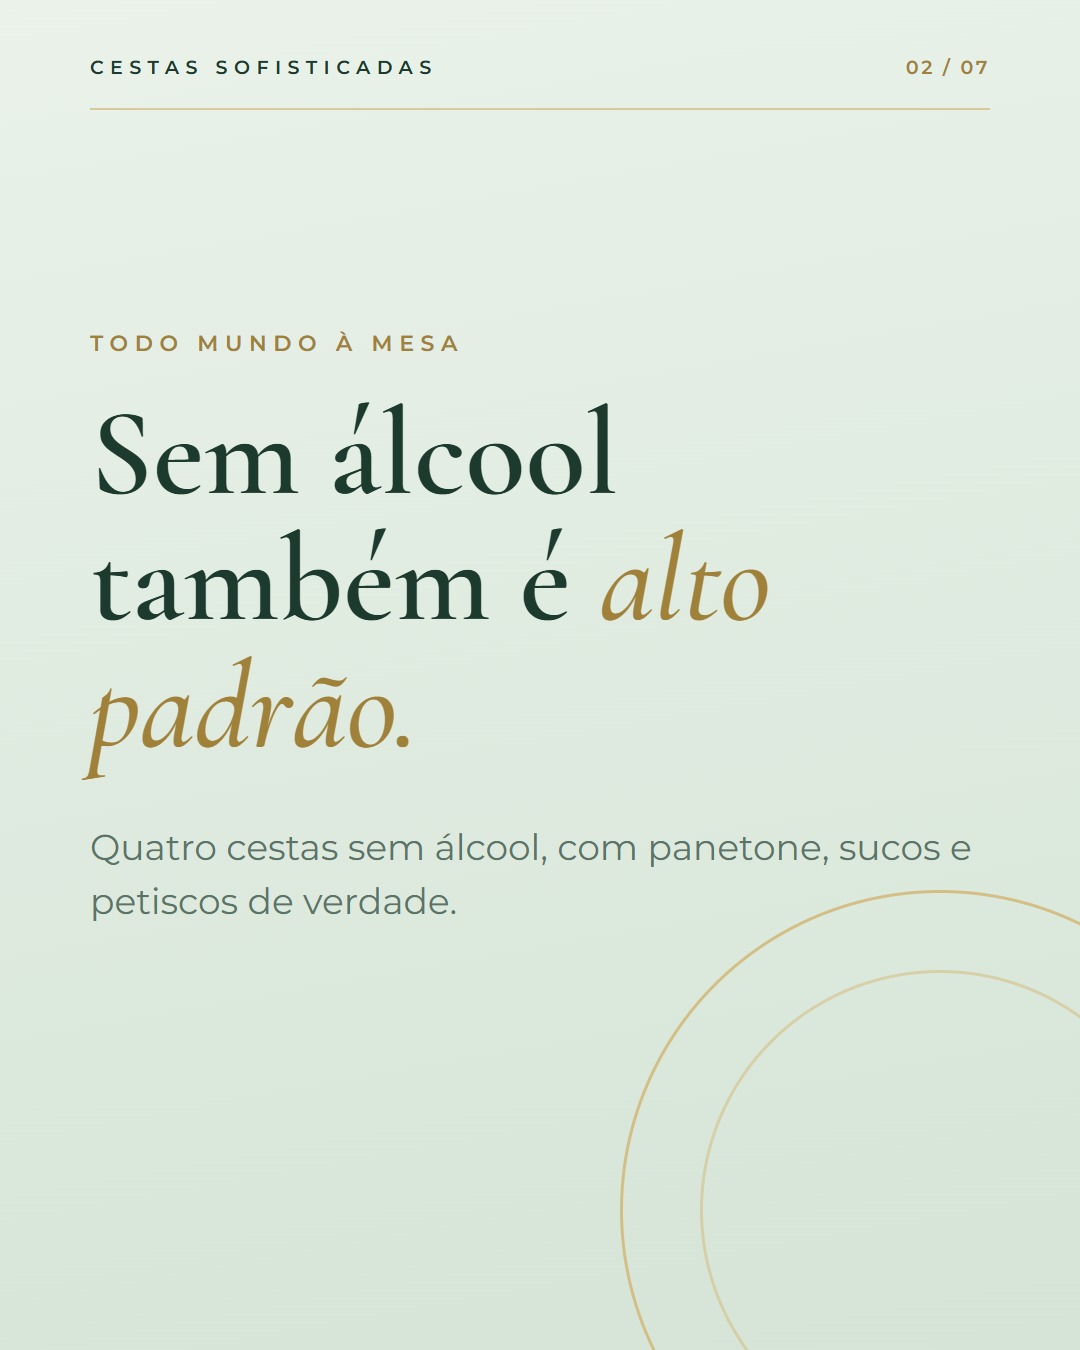 CESTAS SOFISTICADAS
02 / 07
TODO MUNDO À MESA
Sem álcool
também é alto
padrão.
Quatro cestas sem álcool, com panetone, sucos e
petiscos de verdade.